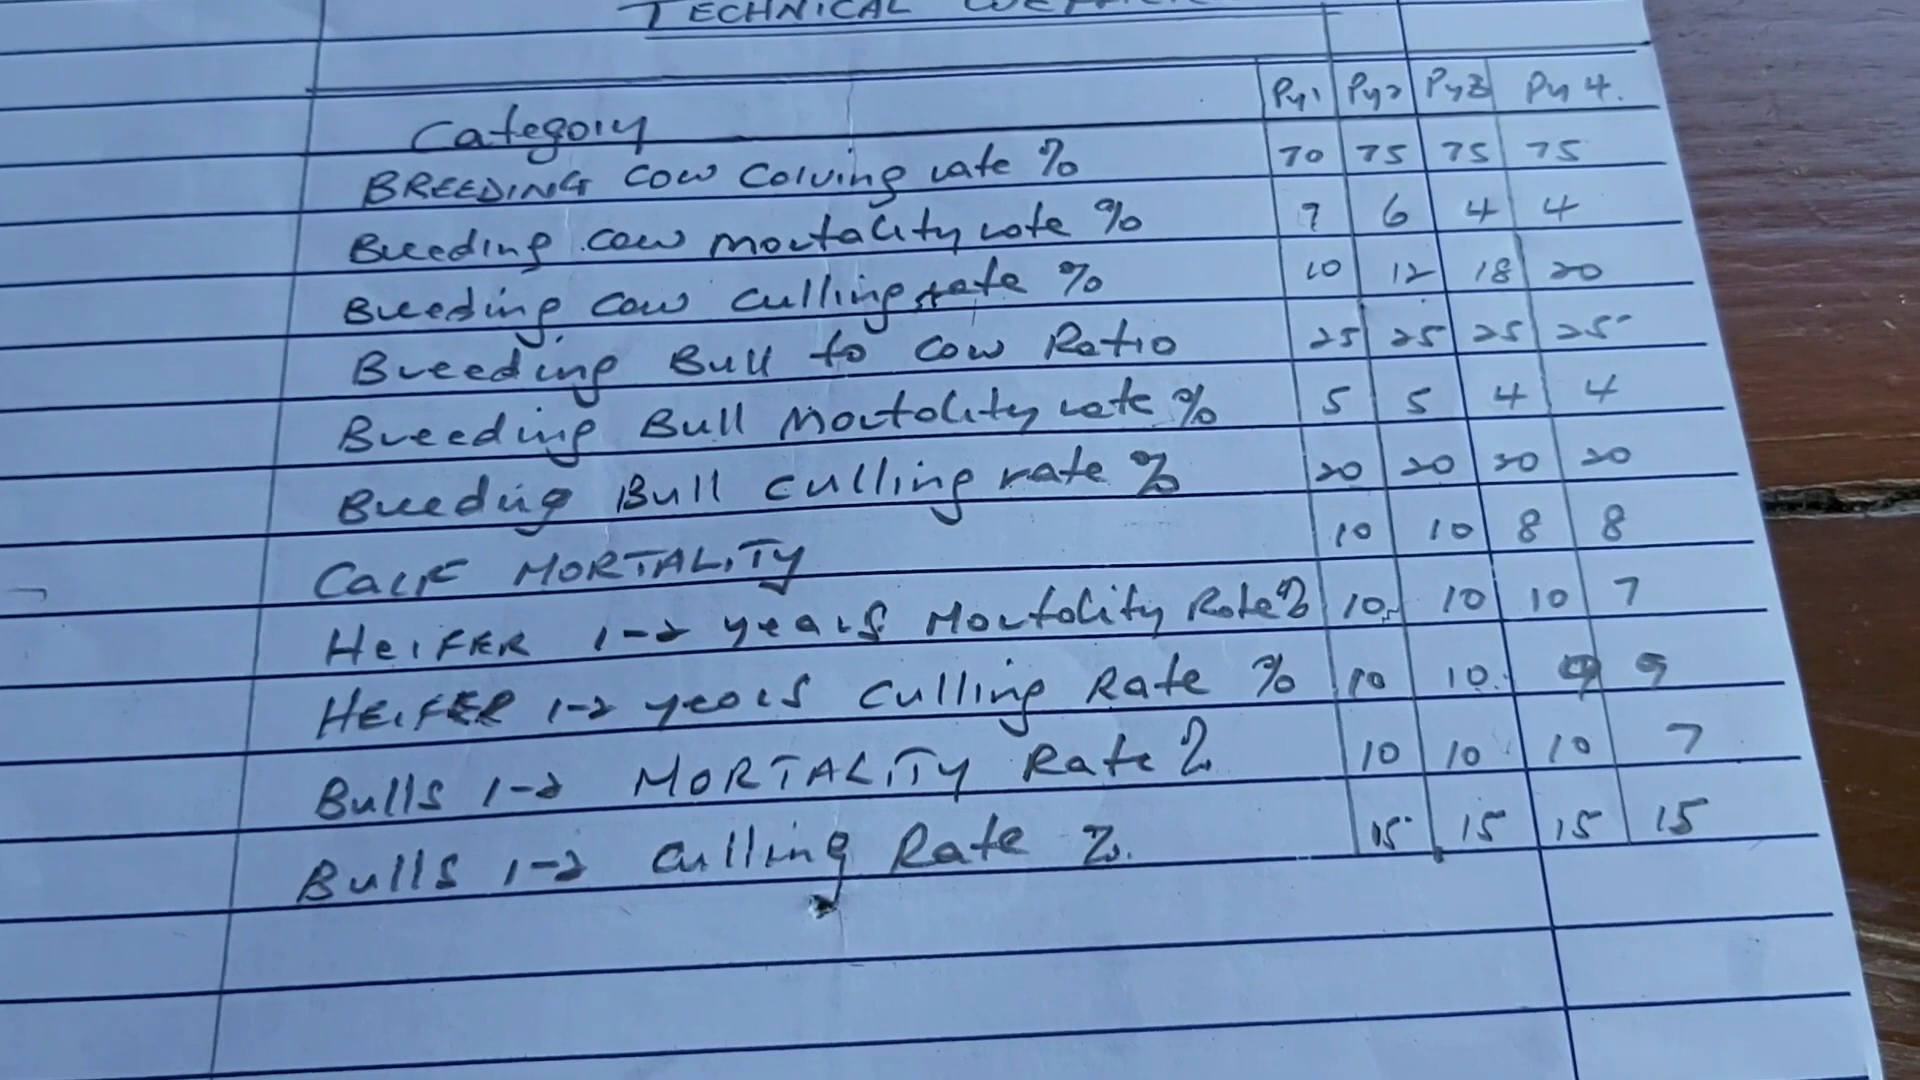 TECHNICAL
Category Py1 Py2 Py3 Py 4.
BREEDING COW Calving rate % 70 75 75 75
Breeding cow mortality rate % 7 6 4 4
Breeding cow culling rate % 10 12 18 20
Breeding Bull to cow Ratio 25 25 25 25
Breeding Bull Mortality rate % 5 5 4 4
Breedig Bull culling rate % 20 20 20 20
Calf MORTALITY 10 10 8 8
HEIFER 1-2 years Mortality Rate % 10 10 10 7
HEIFER 1-2 years culling Rate % 10 10 9
Bulls 1-2 MORTALITY Rate % 10 10 10 7
Bulls 1-2 culling Rate %. 15 15 15 15